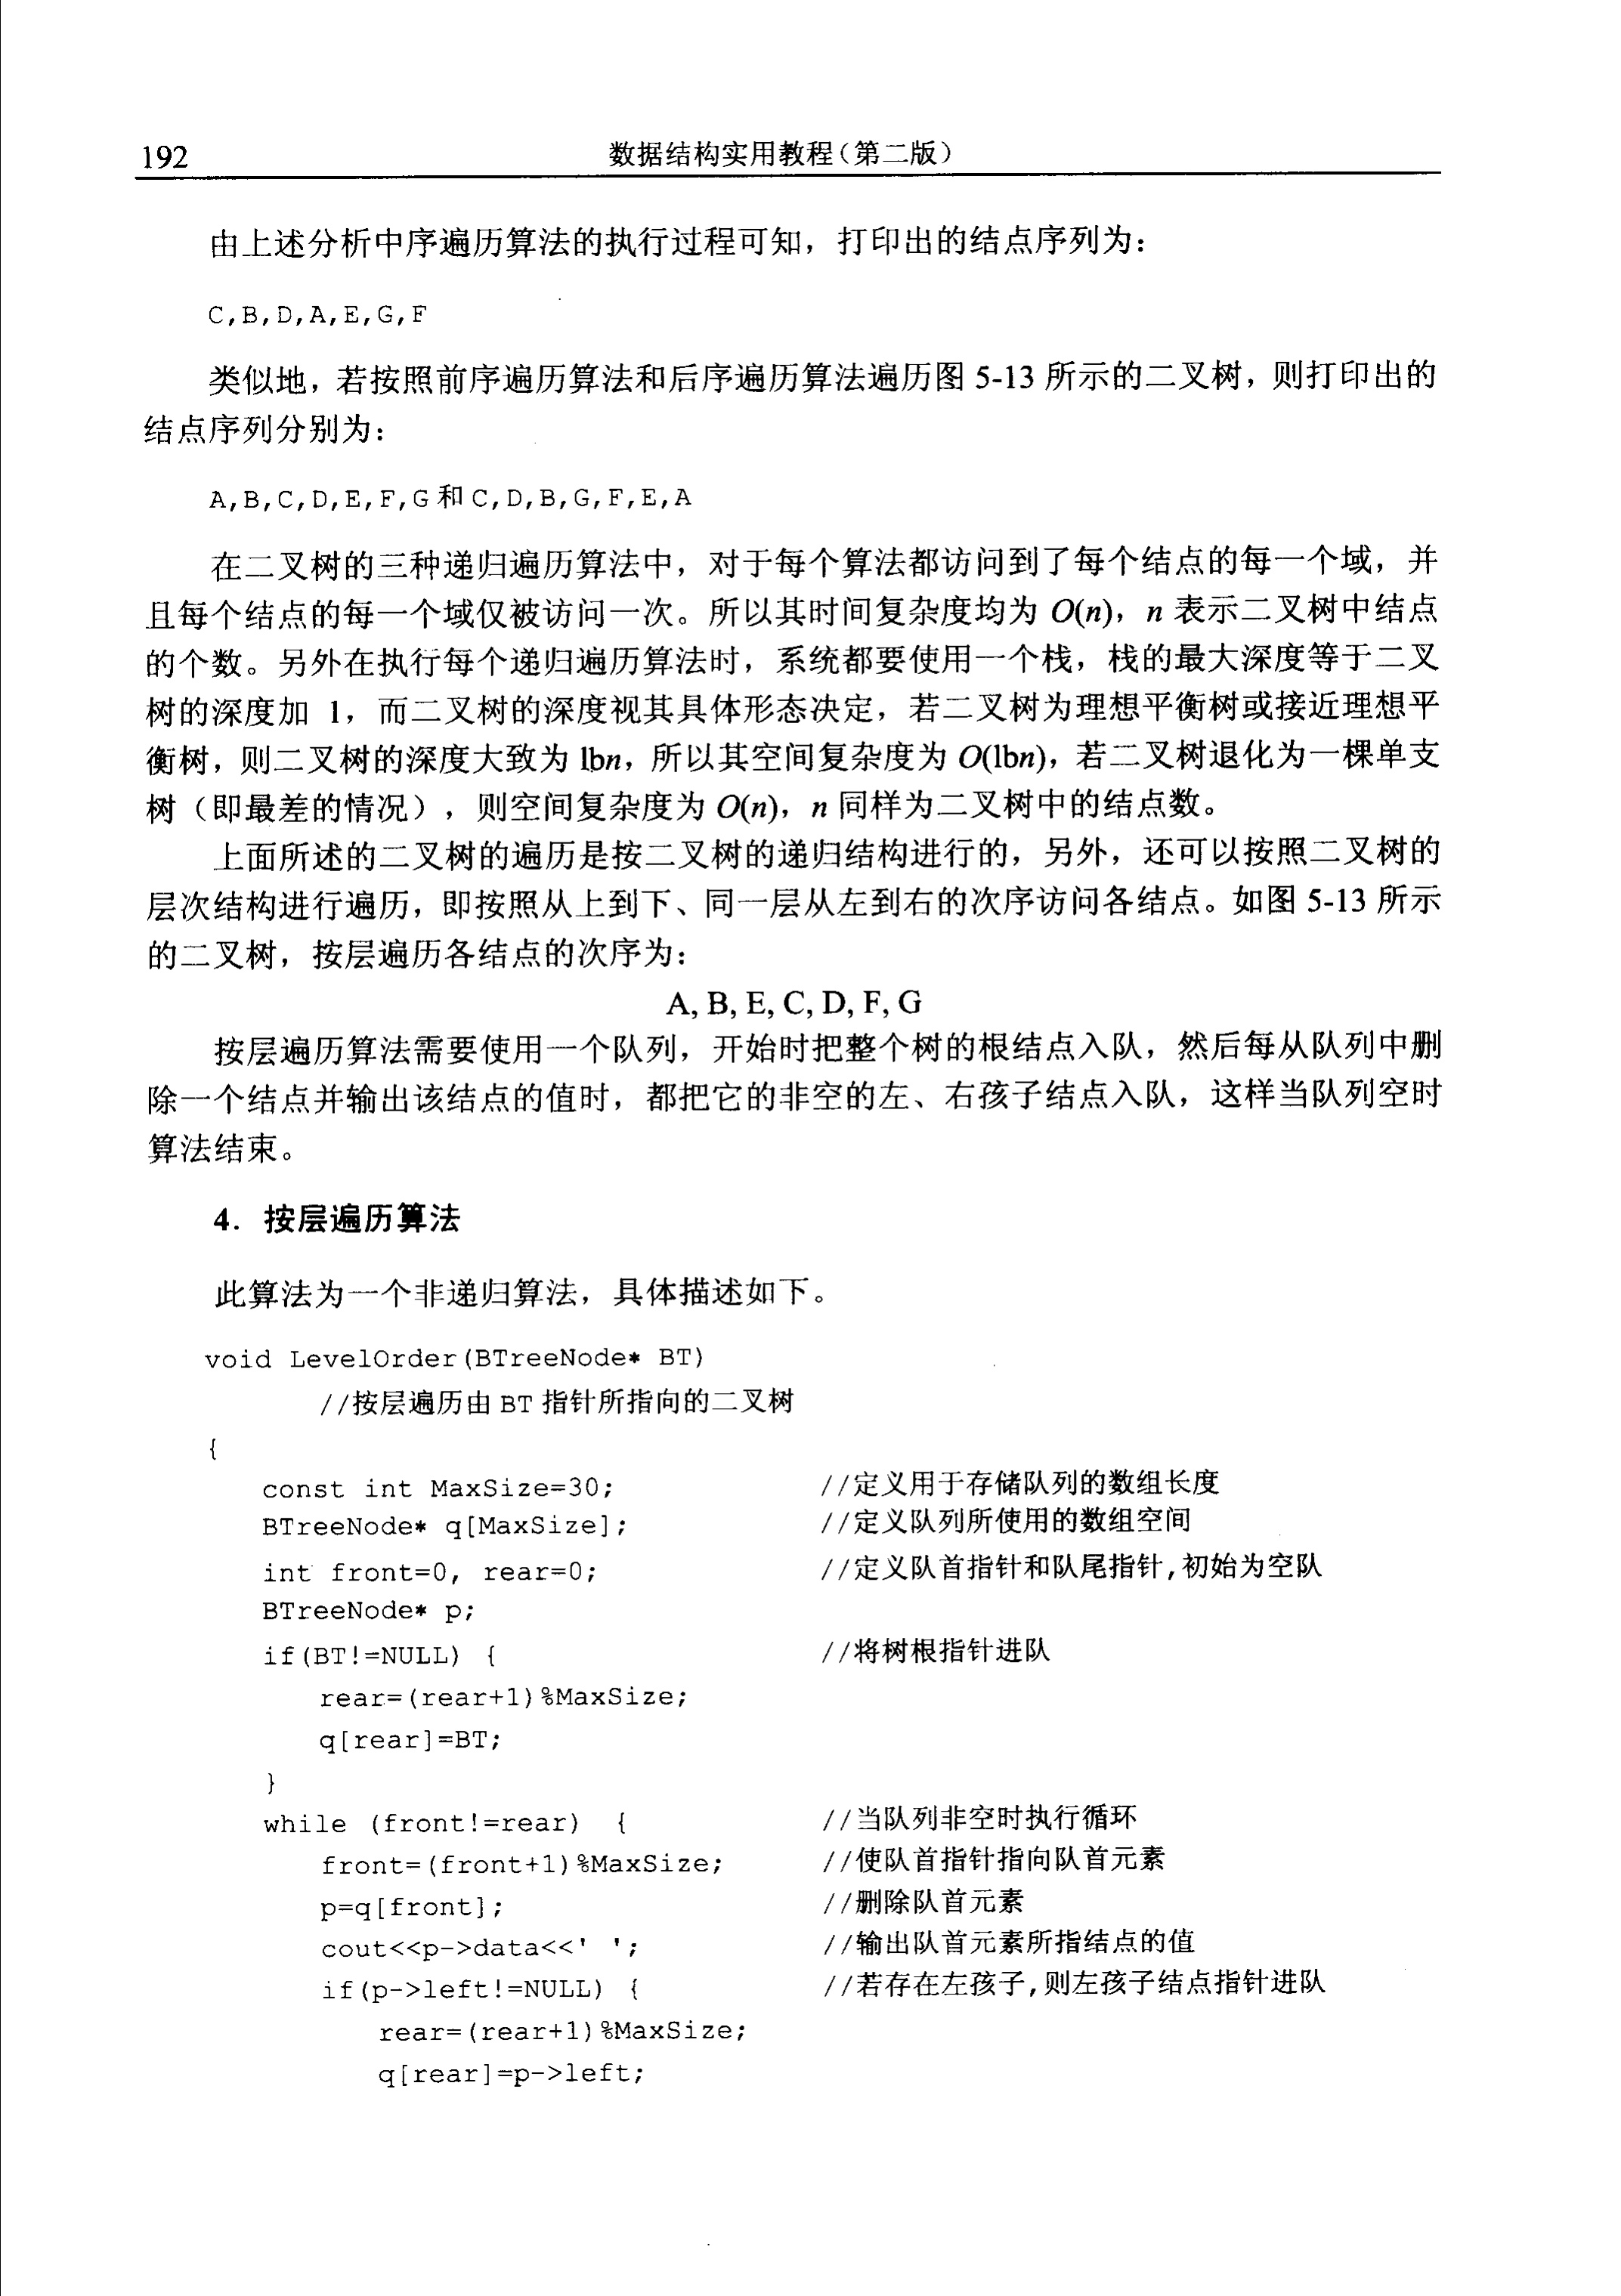 192
数据结构实用教程（第二版）
由上述分析中序遍历算法的执行过程可知，打印出的结点序列为：
C,B,D,A,E,G,F
类似地，若按照前序遍历算法和后序遍历算法遍历图 5-13 所示的二叉树，则打印出的
结点序列分别为：
A,B,C,D,E,F,G 和 C,D,B,G,F,E,A
在二叉树的三种递归遍历算法中，对于每个算法都访问到了每个结点的每一个域，并
且每个结点的每一个域仅被访问一次。所以其时间复杂度均为 O(n)，n 表示二叉树中结点
的个数。另外在执行每个递归遍历算法时，系统都要使用一个栈，栈的最大深度等于二叉
树的深度加 1，而二叉树的深度视其具体形态决定，若二叉树为理想平衡树或接近理想平
衡树，则二叉树的深度大致为 lbn，所以其空间复杂度为 O(lbn)，若二叉树退化为一棵单支
树（即最差的情况），则空间复杂度为 O(n)，n 同样为二叉树中的结点数。
上面所述的二叉树的遍历是按二叉树的递归结构进行的，另外，还可以按照二叉树的
层次结构进行遍历，即按照从上到下、同一层从左到右的次序访问各结点。如图 5-13 所示
的二叉树，按层遍历各结点的次序为：
A, B, E, C, D, F, G
按层遍历算法需要使用一个队列，开始时把整个树的根结点入队，然后每从队列中删
除一个结点并输出该结点的值时，都把它的非空的左、右孩子结点入队，这样当队列空时
算法结束。
4. 按层遍历算法
此算法为一个非递归算法，具体描述如下。
void LevelOrder(BTreeNode* BT)
//按层遍历由 BT 指针所指向的二叉树
{
const int MaxSize=30; //定义用于存储队列的数组长度
BTreeNode* q[MaxSize]; //定义队列所使用的数组空间
int front=0, rear=0; //定义队首指针和队尾指针,初始为空队
BTreeNode* p;
if(BT!=NULL) { //将树根指针进队
rear=(rear+1)%MaxSize;
q[rear]=BT;
}
while (front!=rear) { //当队列非空时执行循环
front=(front+1)%MaxSize; //使队首指针指向队首元素
p=q[front]; //删除队首元素
cout<<p->data<<' '; //输出队首元素所指结点的值
if(p->left!=NULL) { //若存在左孩子,则左孩子结点指针进队
rear=(rear+1)%MaxSize;
q[rear]=p->left;